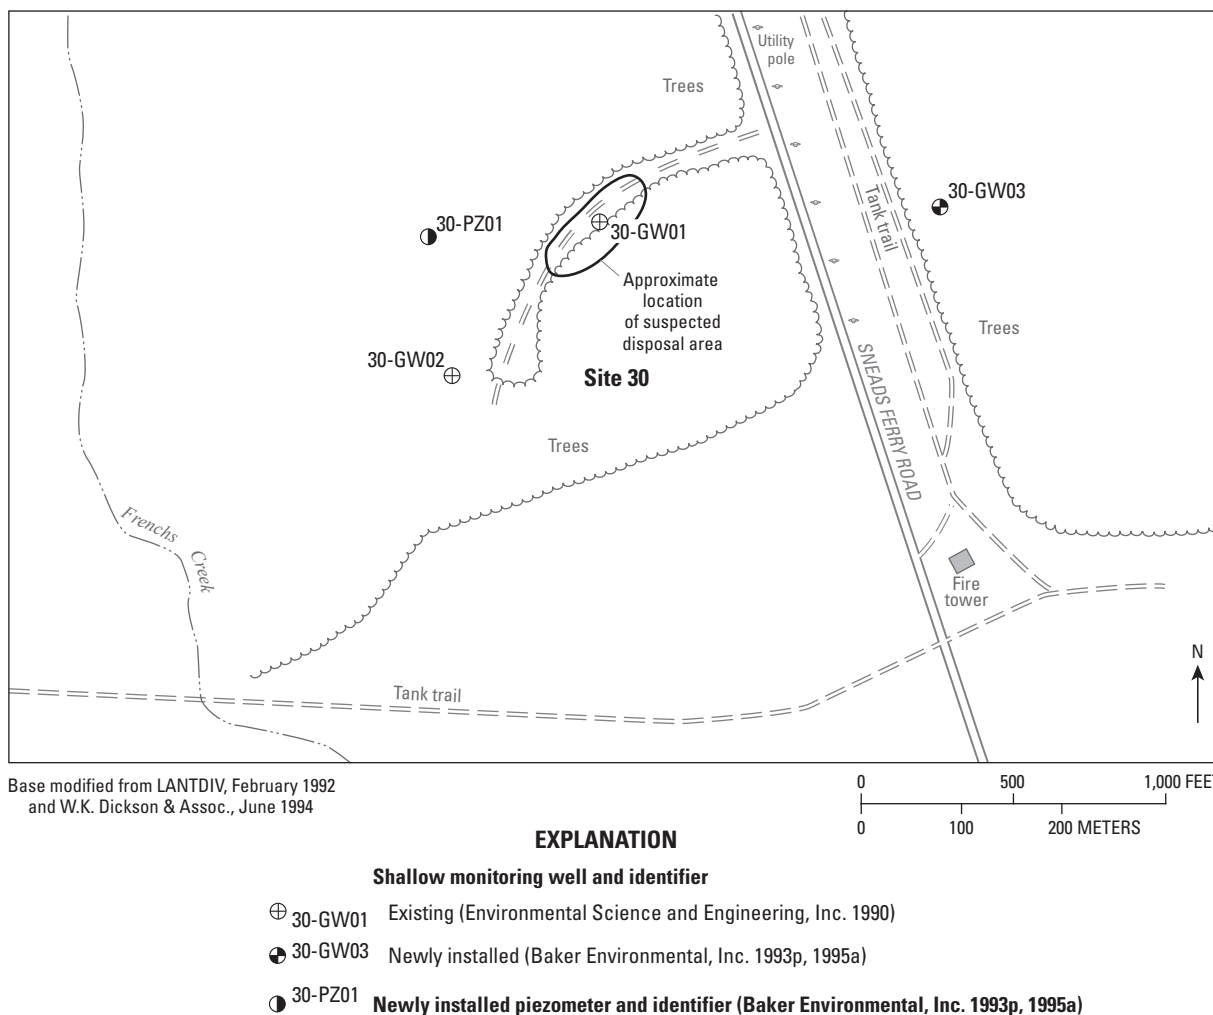 Utility
pole
Trees
30-GW03
30-PZ01
30-GW01
Tank trail
Approximate
location
of suspected
disposal area
Trees
30-GW02
Site 30
SNEADS FERRY ROAD
Trees
Frenchs
Creek
Fire
tower
N
Tank trail
Base modified from LANTDIV, February 1992
and W.K. Dickson & Assoc., June 1994
0 500 1,000 FEET
0 100 200 METERS
EXPLANATION
Shallow monitoring well and identifier
30-GW01 Existing (Environmental Science and Engineering, Inc. 1990)
30-GW03 Newly installed (Baker Environmental, Inc. 1993p, 1995a)
30-PZ01 Newly installed piezometer and identifier (Baker Environmental, Inc. 1993p, 1995a)